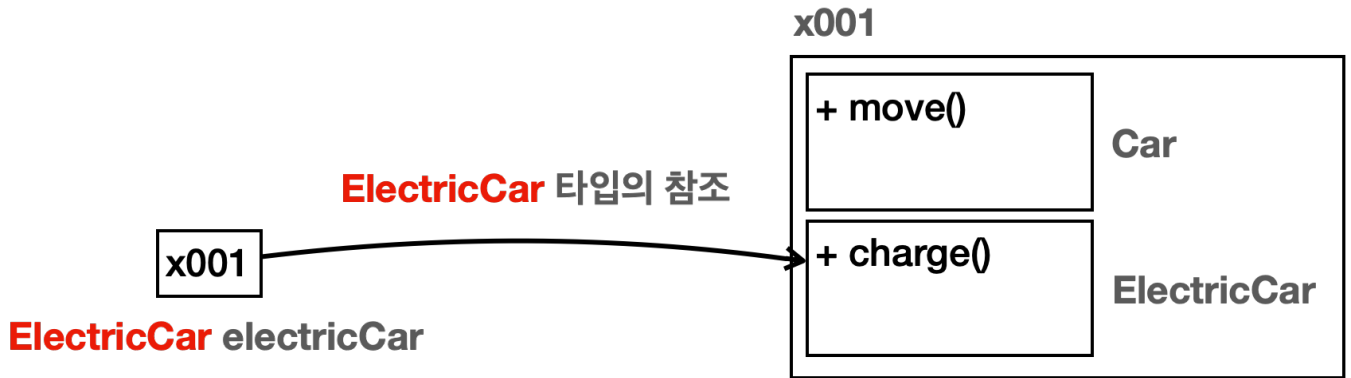 x001
+ move()
Car
ElectricCar 타입의 참조
x001
+ charge()
ElectricCar
ElectricCar electricCar